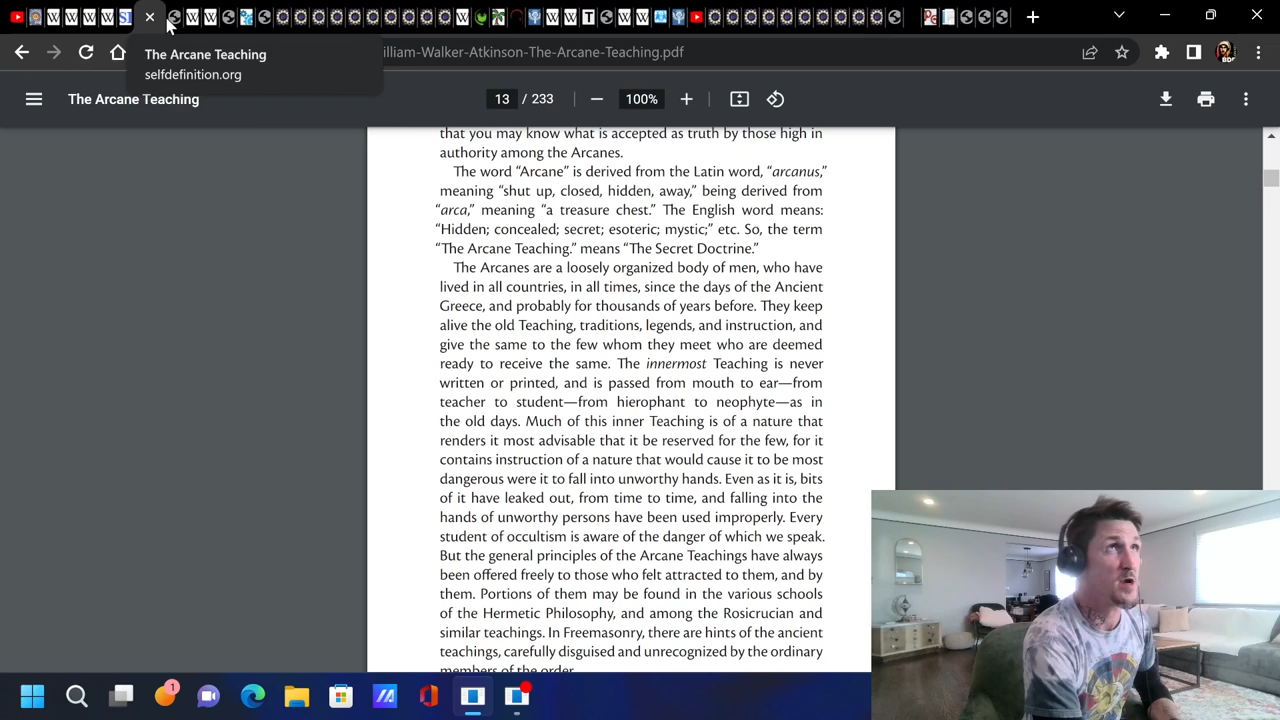 The Arcane Teaching
selfdefinition.org
illiam-Walker-Atkinson-The-Arcane-Teaching.pdf
The Arcane Teaching
13 / 233
100%
that you may know what is accepted as truth by those high in
authority among the Arcanes.
The word “Arcane” is derived from the Latin word, “arcanus,”
meaning “shut up, closed, hidden, away,” being derived from
“arca,” meaning “a treasure chest.” The English word means:
“Hidden; concealed; secret; esoteric; mystic;” etc. So, the term
“The Arcane Teaching.” means “The Secret Doctrine.”
The Arcanes are a loosely organized body of men, who have
lived in all countries, in all times, since the days of the Ancient
Greece, and probably for thousands of years before. They keep
alive the old Teaching, traditions, legends, and instruction, and
give the same to the few whom they meet who are deemed
ready to receive the same. The innermost Teaching is never
written or printed, and is passed from mouth to ear—from
teacher to student—from hierophant to neophyte—as in
the old days. Much of this inner Teaching is of a nature that
renders it most advisable that it be reserved for the few, for it
contains instruction of a nature that would cause it to be most
dangerous were it to fall into unworthy hands. Even as it is, bits
of it have leaked out, from time to time, and falling into the
hands of unworthy persons have been used improperly. Every
student of occultism is aware of the danger of which we speak.
But the general principles of the Arcane Teachings have always
been offered freely to those who felt attracted to them, and by
them. Portions of them may be found in the various schools
of the Hermetic Philosophy, and among the Rosicrucian and
similar teachings. In Freemasonry, there are hints of the ancient
teachings, carefully disguised and unrecognized by the ordinary
members of the order.
1